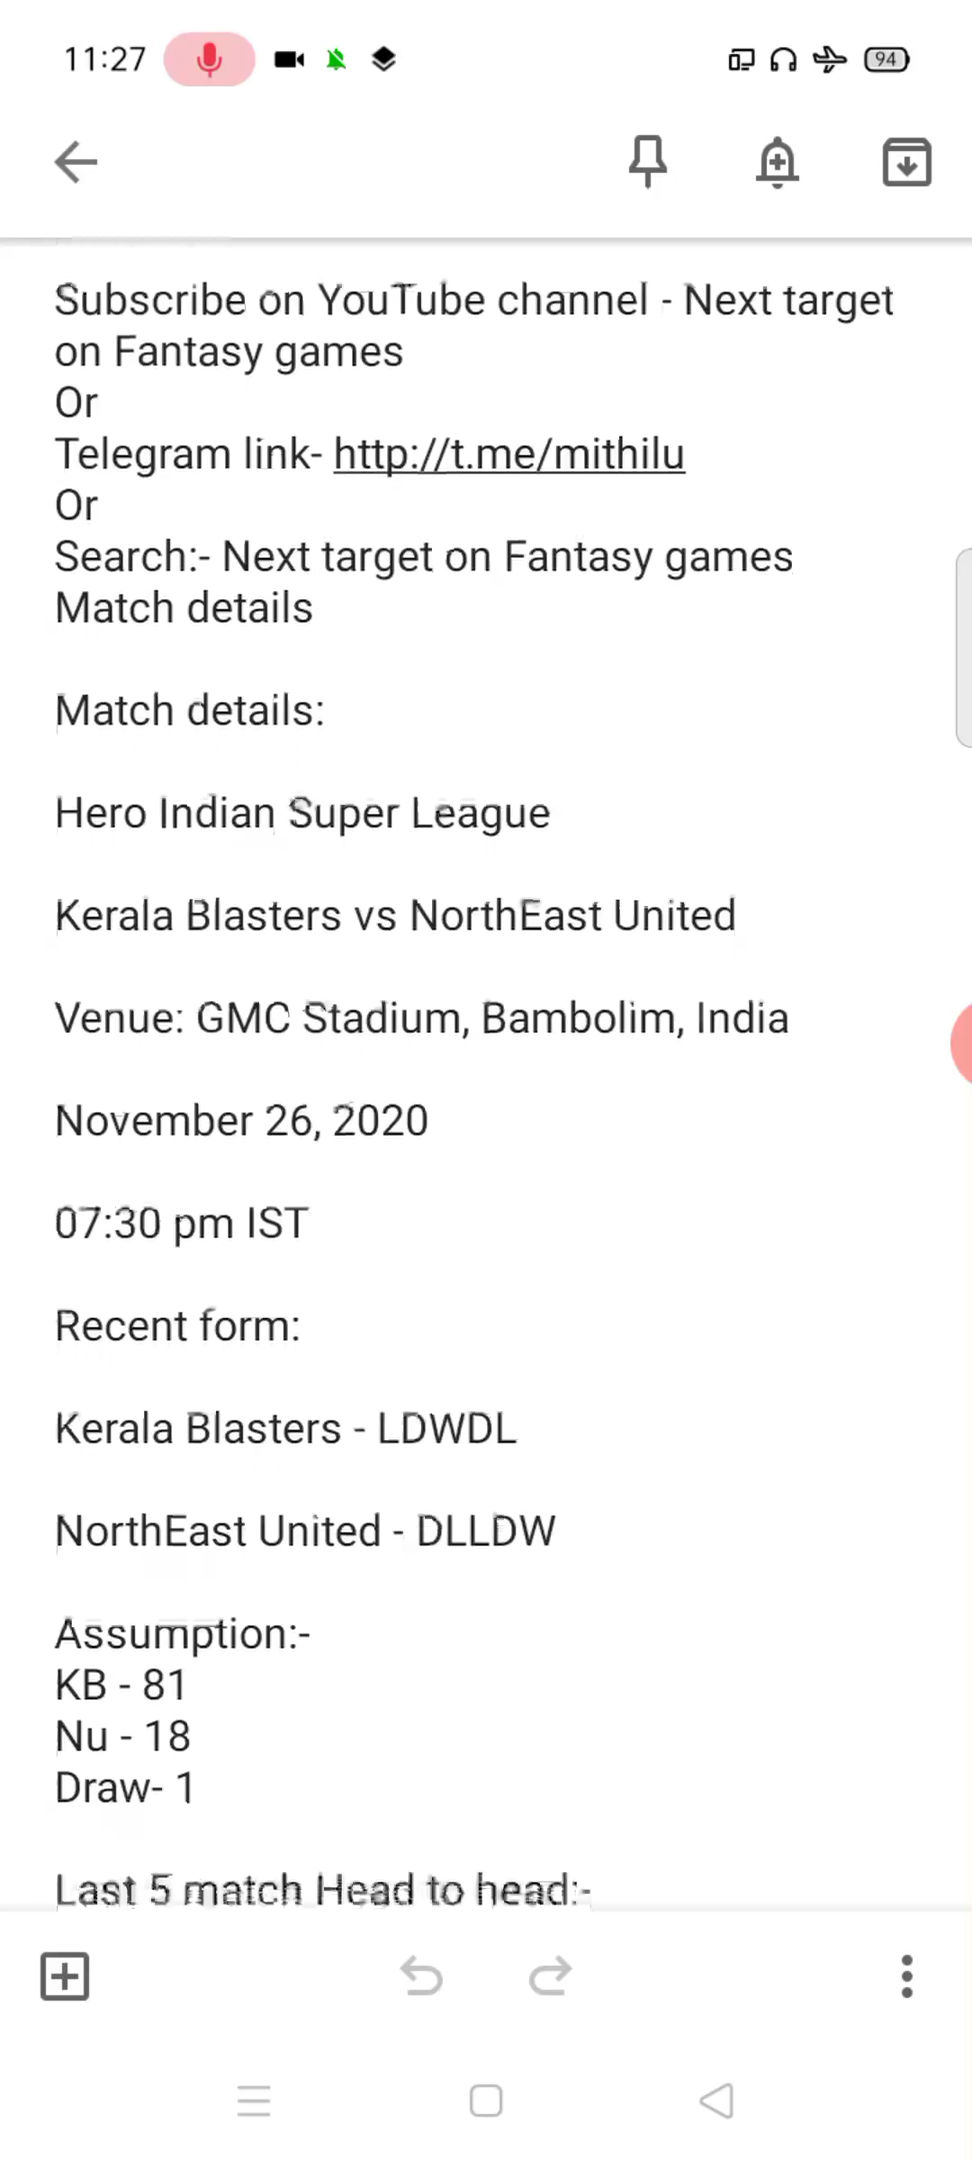 11:27
94
Subscribe on YouTube channel - Next target
on Fantasy games
Or
Telegram link- http://t.me/mithilu
Or
Search:- Next target on Fantasy games
Match details
Match details:
Hero Indian Super League
Kerala Blasters vs NorthEast United
Venue: GMC Stadium, Bambolim, India
November 26, 2020
07:30 pm IST
Recent form:
Kerala Blasters - LDWDL
NorthEast United - DLLDW
Assumption:-
KB - 81
Nu - 18
Draw- 1
Last 5 match Head to head:-